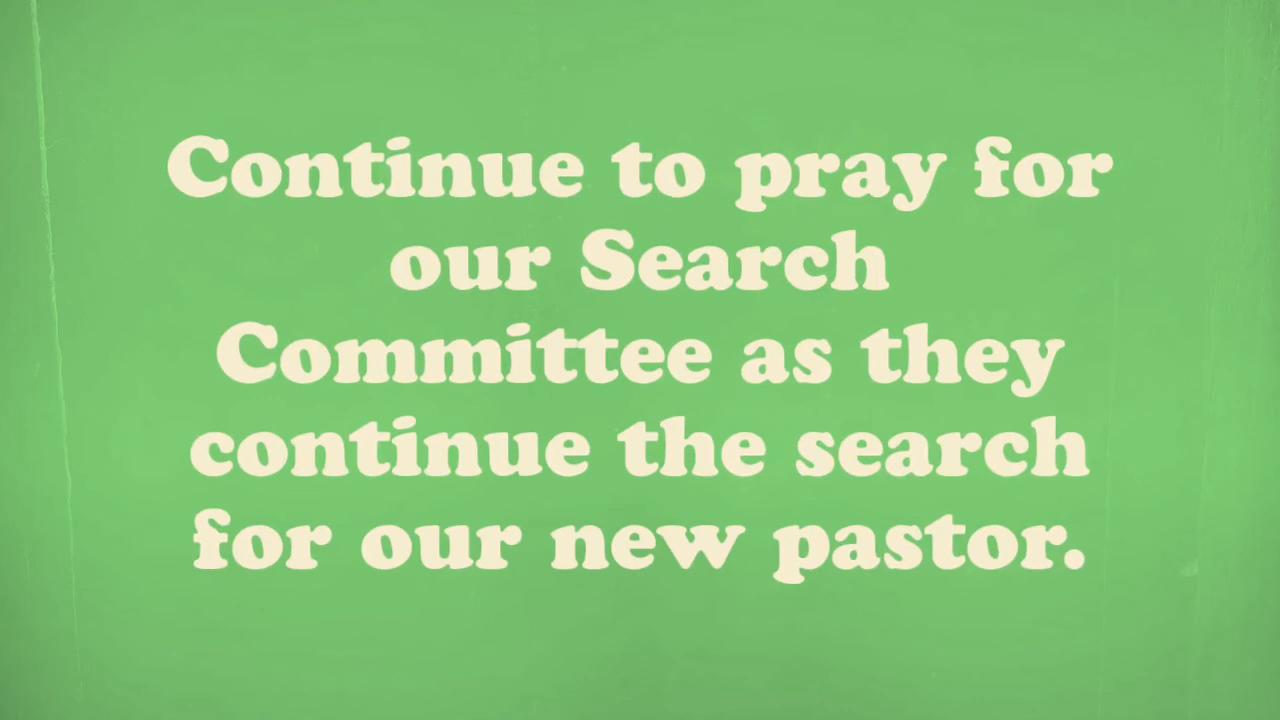 Continue to pray for
our Search
Committee as they
continue the search
for our new pastor.